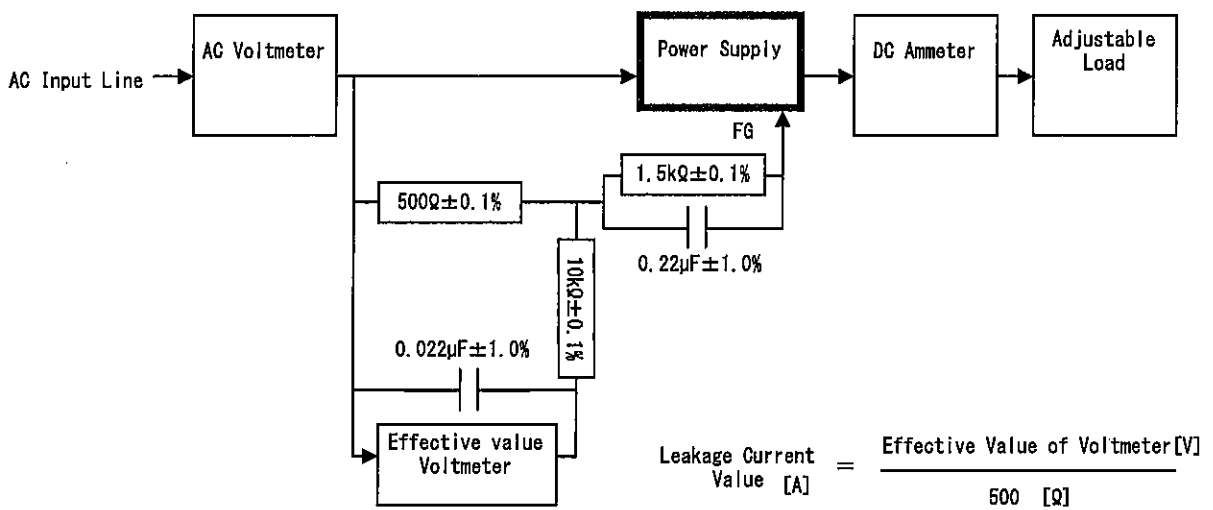 AC Voltmeter
Power Supply
DC Ammeter
Adjustable
Load
AC Input Line
FG
1.5kΩ±0.1%
500Ω±0.1%
0.22μF±1.0%
10kΩ±0.1%
0.022μF±1.0%
Effective value
Voltmeter
Leakage Current
Value [A]
=
Effective Value of Voltmeter[V]
500 [Ω]